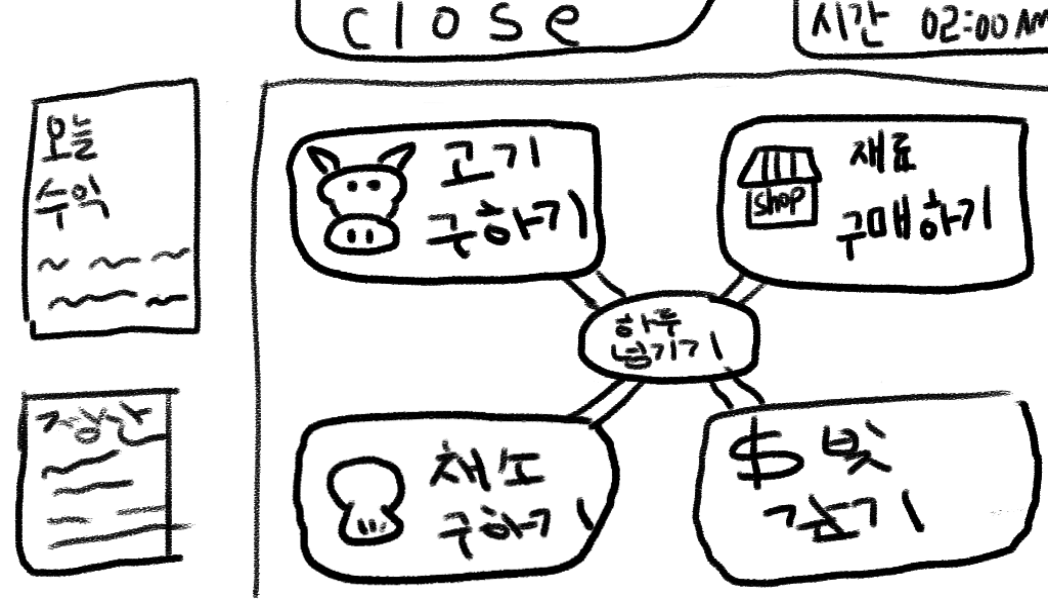 close
시간 02:00 AM
오늘
수익
고기
구하기
shop
재료
구매하기
하루
넘기기
장산
채소
구하기
$ 빚
갚기